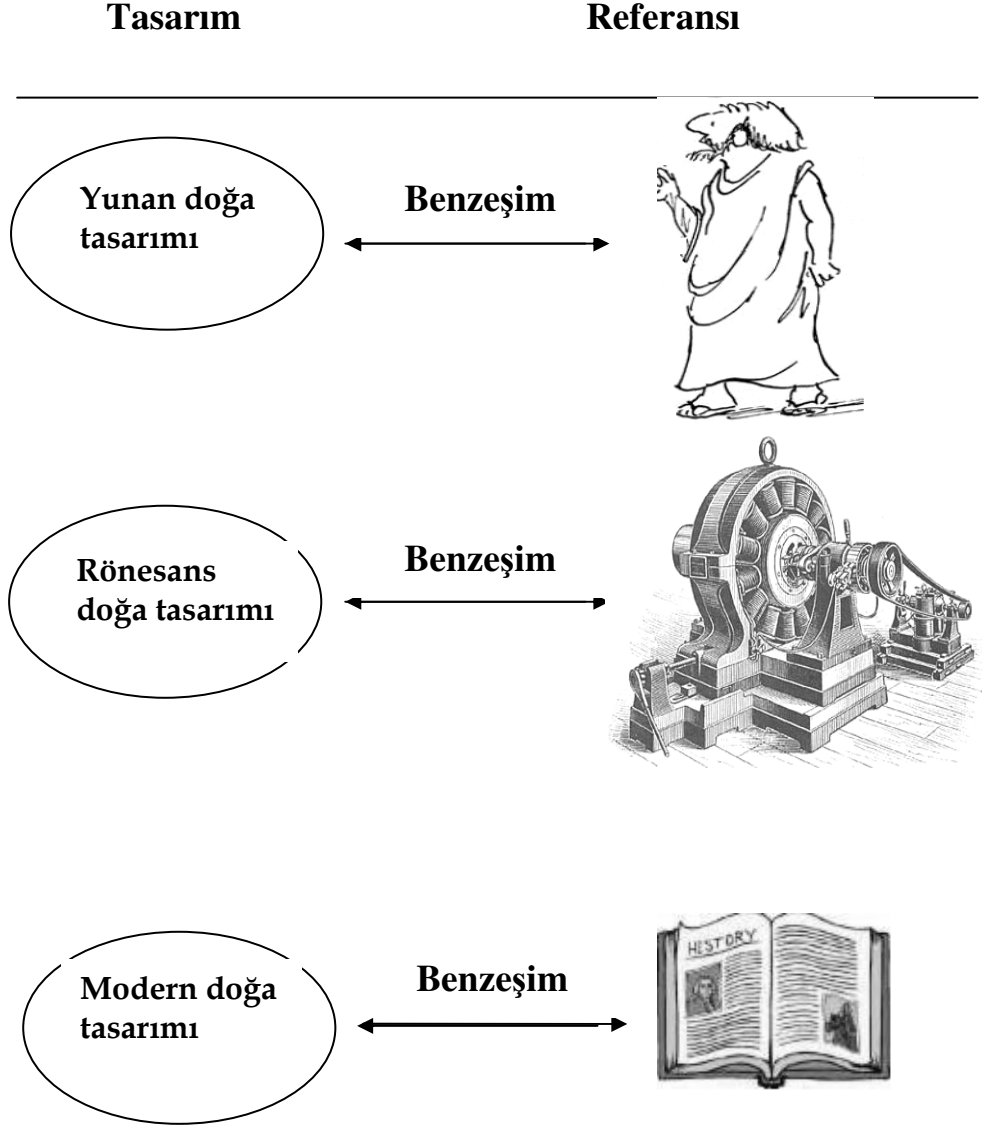 Tasarım Referansı
Yunan doğa
tasarımı
Benzeşim
Rönesans
doğa tasarımı
Benzeşim
Modern doğa
tasarımı
Benzeşim
HISTORY